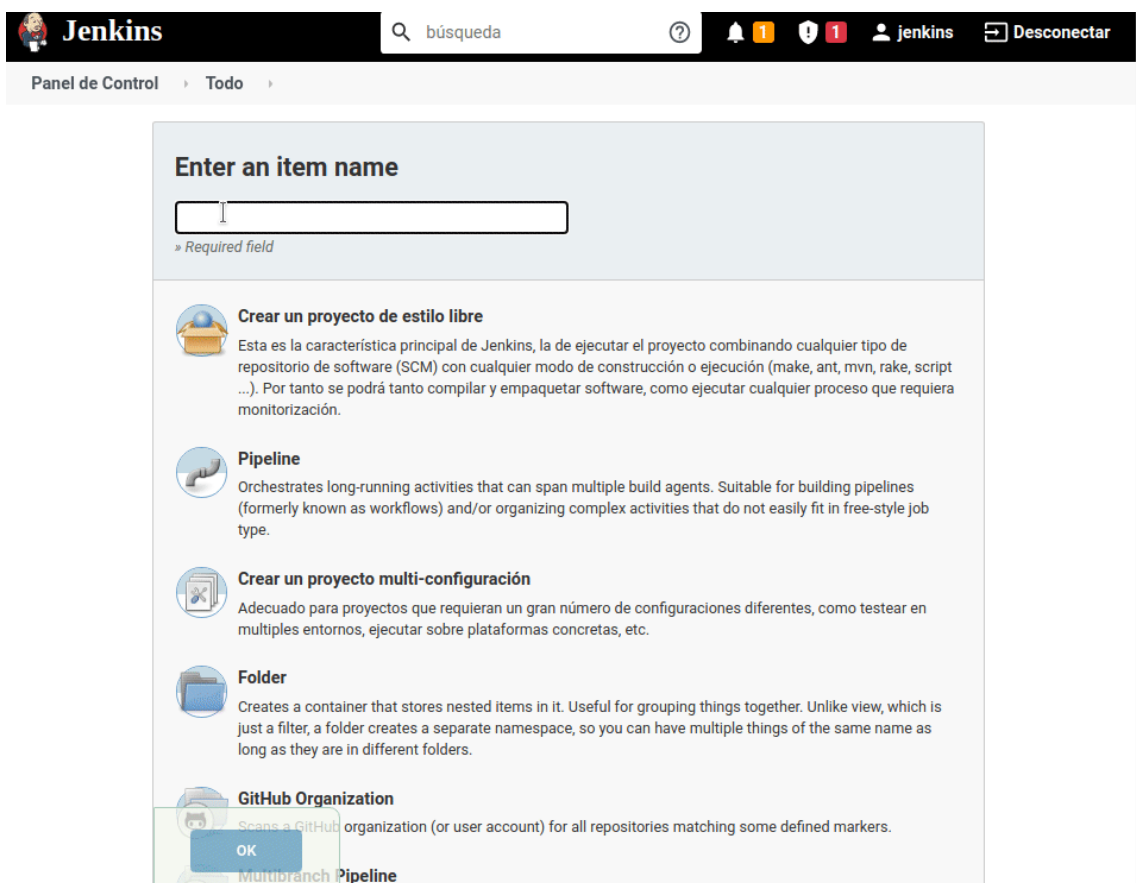 Jenkins
búsqueda
1
1
jenkins
Desconectar
Panel de Control
Todo
Enter an item name
» Required field
Crear un proyecto de estilo libre
Esta es la característica principal de Jenkins, la de ejecutar el proyecto combinando cualquier tipo de
repositorio de software (SCM) con cualquier modo de construcción o ejecución (make, ant, mvn, rake, script
...). Por tanto se podrá tanto compilar y empaquetar software, como ejecutar cualquier proceso que requiera
monitorización.
Pipeline
Orchestrates long-running activities that can span multiple build agents. Suitable for building pipelines
(formerly known as workflows) and/or organizing complex activities that do not easily fit in free-style job
type.
Crear un proyecto multi-configuración
Adecuado para proyectos que requieran un gran número de configuraciones diferentes, como testear en
multiples entornos, ejecutar sobre plataformas concretas, etc.
Folder
Creates a container that stores nested items in it. Useful for grouping things together. Unlike view, which is
just a filter, a folder creates a separate namespace, so you can have multiple things of the same name as
long as they are in different folders.
GitHub Organization
Scans a GitHub organization (or user account) for all repositories matching some defined markers.
OK
Multibranch Pipeline